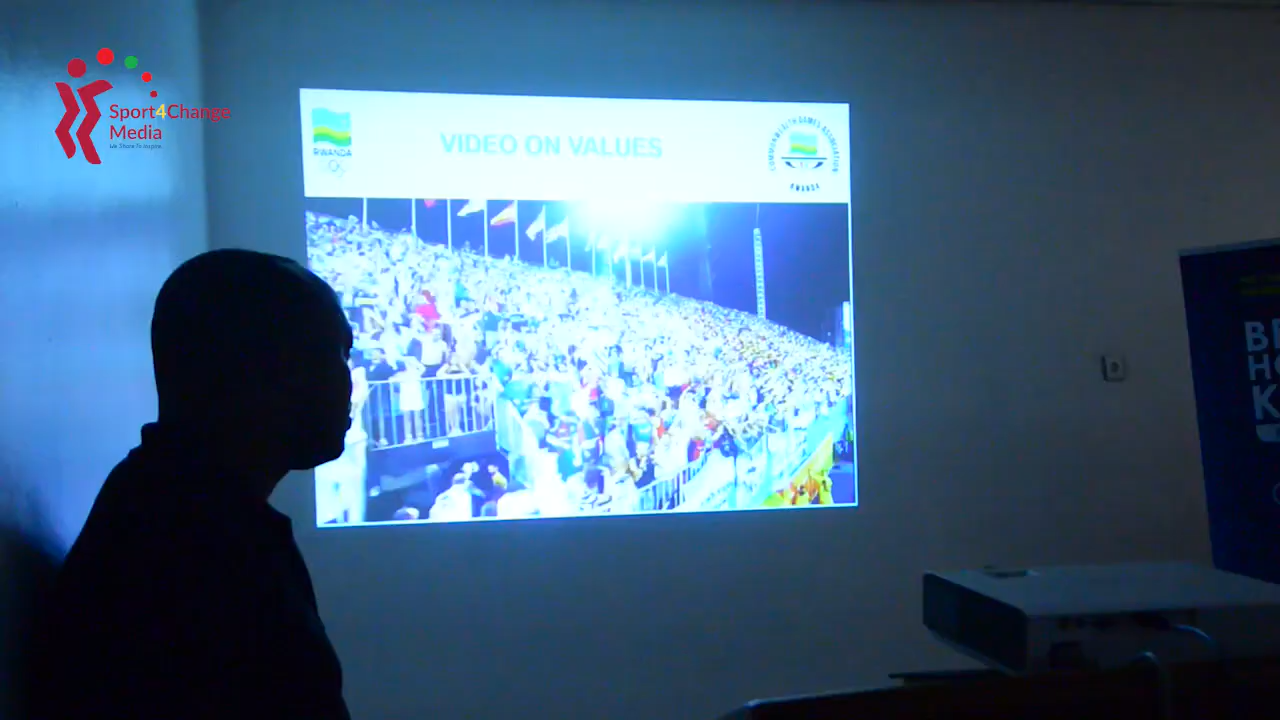 Sport4Change
Media
We Share To Inspire
RWANDA
VIDEO ON VALUES
COMMONWEALTH GAMES ASSOCIATION
RWANDA